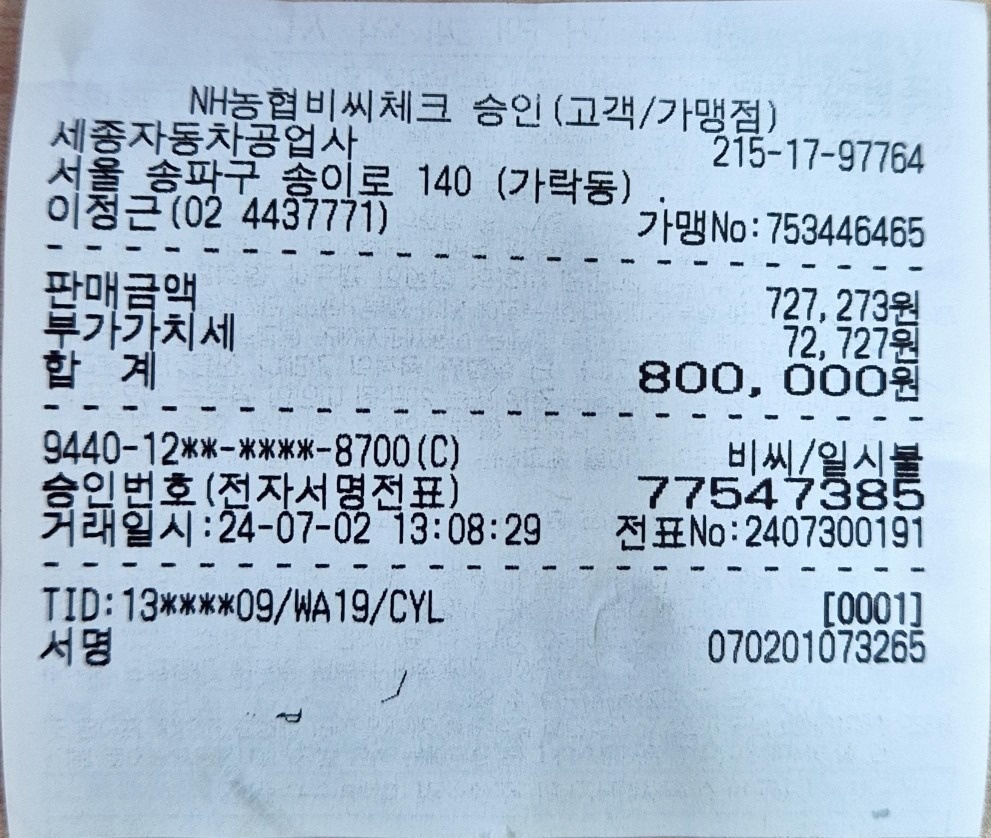 NH농협비씨체크 승인(고객/가맹점)
세종자동차공업사 215-17-97764
서울 송파구 송이로 140 (가락동) .
이정근(02 4437771) 가맹No:753446465
판매금액 727,273원
부가가치세 72,727원
합 계 800,000원
9440-12**-****-8700(C) 비씨/일시불
승인번호(전자서명전표) 77547385
거래일시:24-07-02 13:08:29 전표No:2407300191
TID:13****09/WA19/CYL [0001]
서명 070201073265